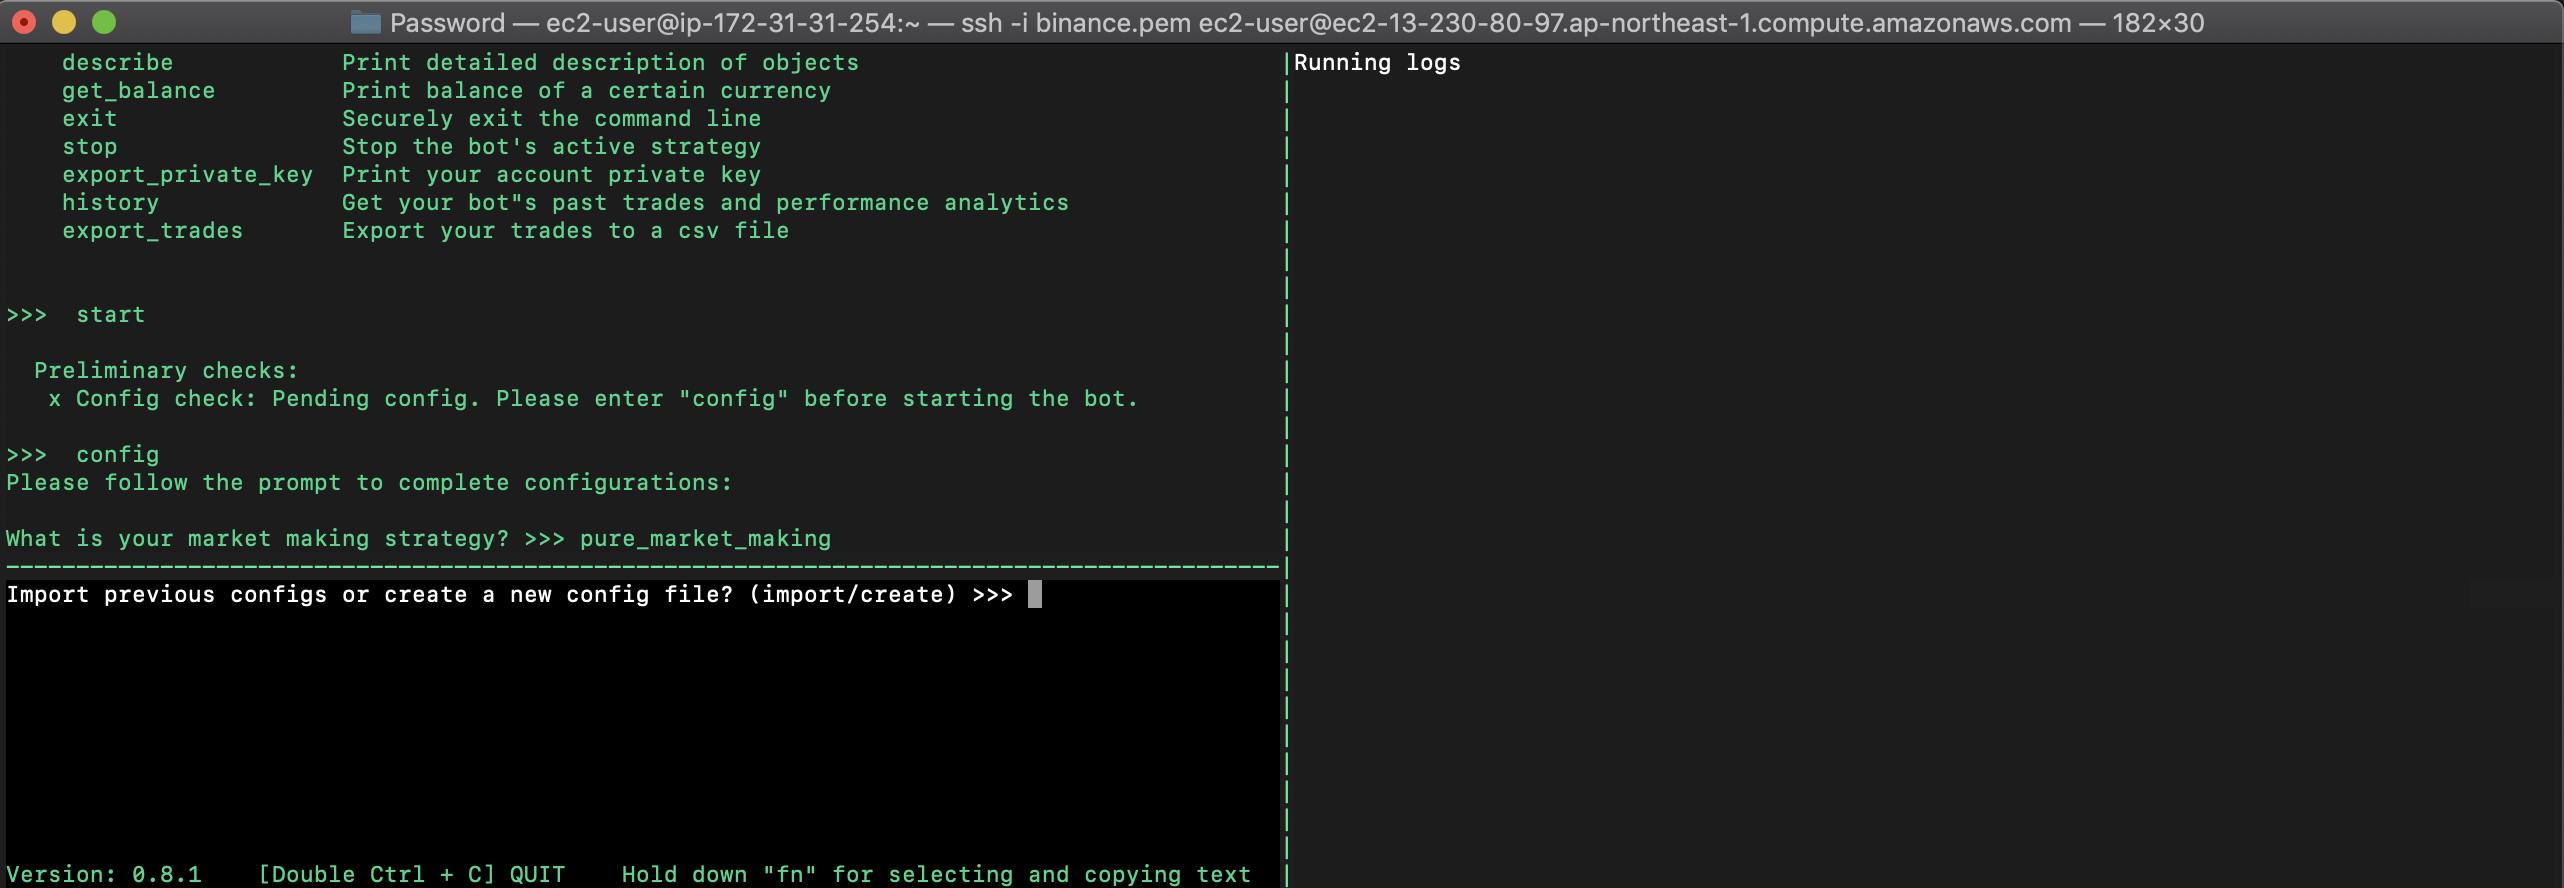 Password — ec2-user@ip-172-31-31-254:~ — ssh -i binance.pem ec2-user@ec2-13-230-80-97.ap-northeast-1.compute.amazonaws.com — 182×30
describe Print detailed description of objects
get_balance Print balance of a certain currency
exit Securely exit the command line
stop Stop the bot's active strategy
export_private_key Print your account private key
history Get your bot"s past trades and performance analytics
export_trades Export your trades to a csv file
>>> start
Preliminary checks:
x Config check: Pending config. Please enter "config" before starting the bot.
>>> config
Please follow the prompt to complete configurations:
What is your market making strategy? >>> pure_market_making
Import previous configs or create a new config file? (import/create) >>>
Version: 0.8.1 [Double Ctrl + C] QUIT Hold down "fn" for selecting and copying text
Running logs